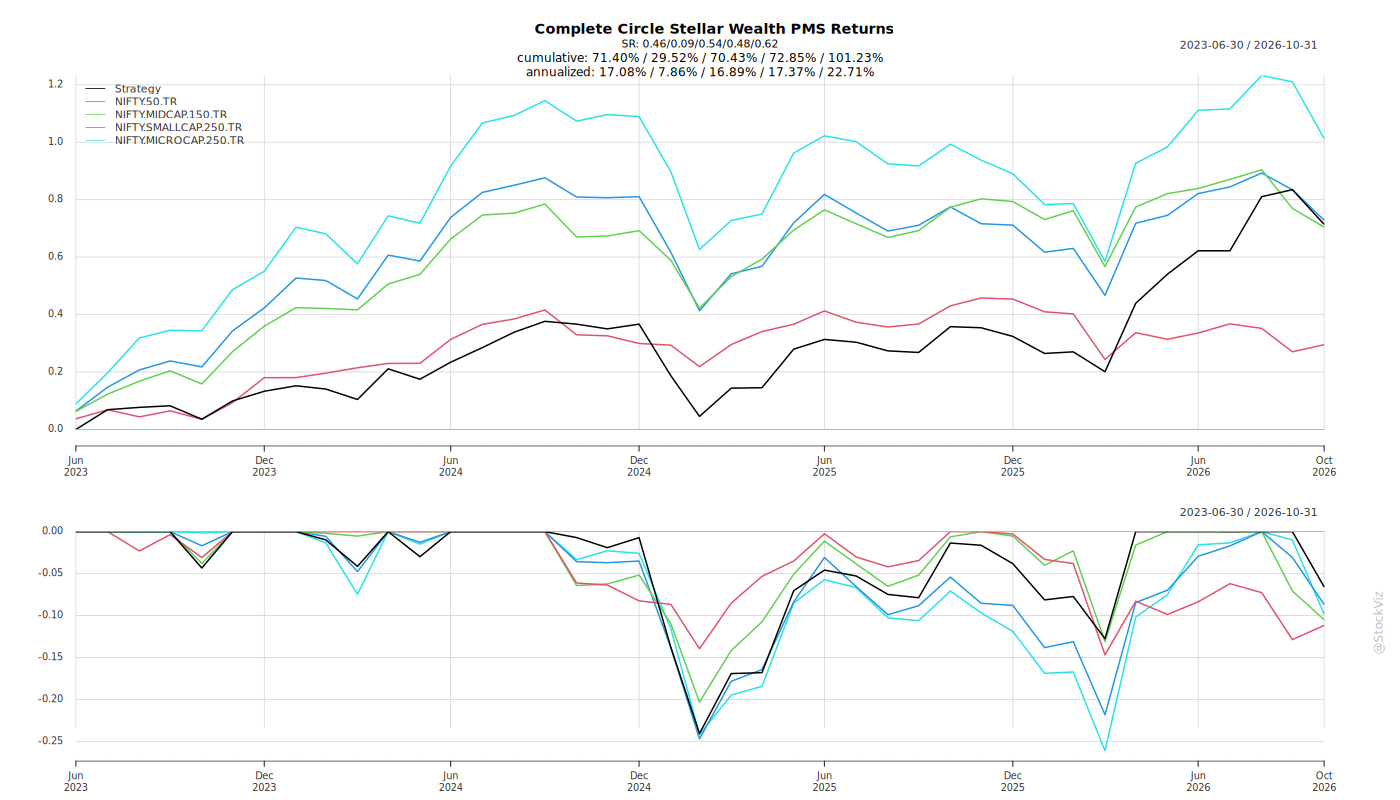 Complete Circle Stellar Wealth PMS Returns
SR: 0.46/0.09/0.54/0.48/0.62
cumulative: 71.40% / 29.52% / 70.43% / 72.85% / 101.23%
annualized: 17.08% / 7.86% / 16.89% / 17.37% / 22.71%
2023-06-30 / 2026-10-31
Strategy
NIFTY.50.TR
NIFTY.MIDCAP.150.TR
NIFTY.SMALLCAP.250.TR
NIFTY.MICROCAP.250.TR
1.2
1.0
0.8
0.6
0.4
0.2
0.0
Jun 2023
Dec 2023
Jun 2024
Dec 2024
Jun 2025
Dec 2025
Jun 2026
Oct 2026
2023-06-30 / 2026-10-31
0.00
-0.05
-0.10
-0.15
-0.20
-0.25
Jun 2023
Dec 2023
Jun 2024
Dec 2024
Jun 2025
Dec 2025
Jun 2026
Oct 2026
@StockViz